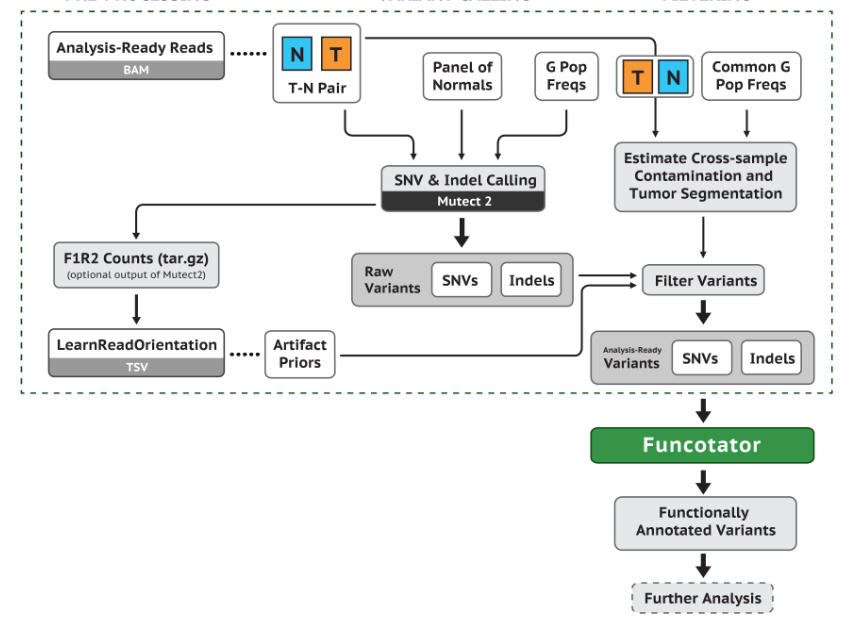 Analysis-Ready Reads
BAM
N T
T-N Pair
Panel of
Normals
G Pop
Freqs
T N
Common G
Pop Freqs
SNV & Indel Calling
Mutect 2
Estimate Cross-sample
Contamination and
Tumor Segmentation
F1R2 Counts (tar.gz)
(optional output of Mutect2)
Raw
Variants
SNVs
Indels
Filter Variants
LearnReadOrientation
TSV
Artifact
Priors
Analysis-Ready
Variants
SNVs
Indels
Funcotator
Functionally
Annotated Variants
Further Analysis